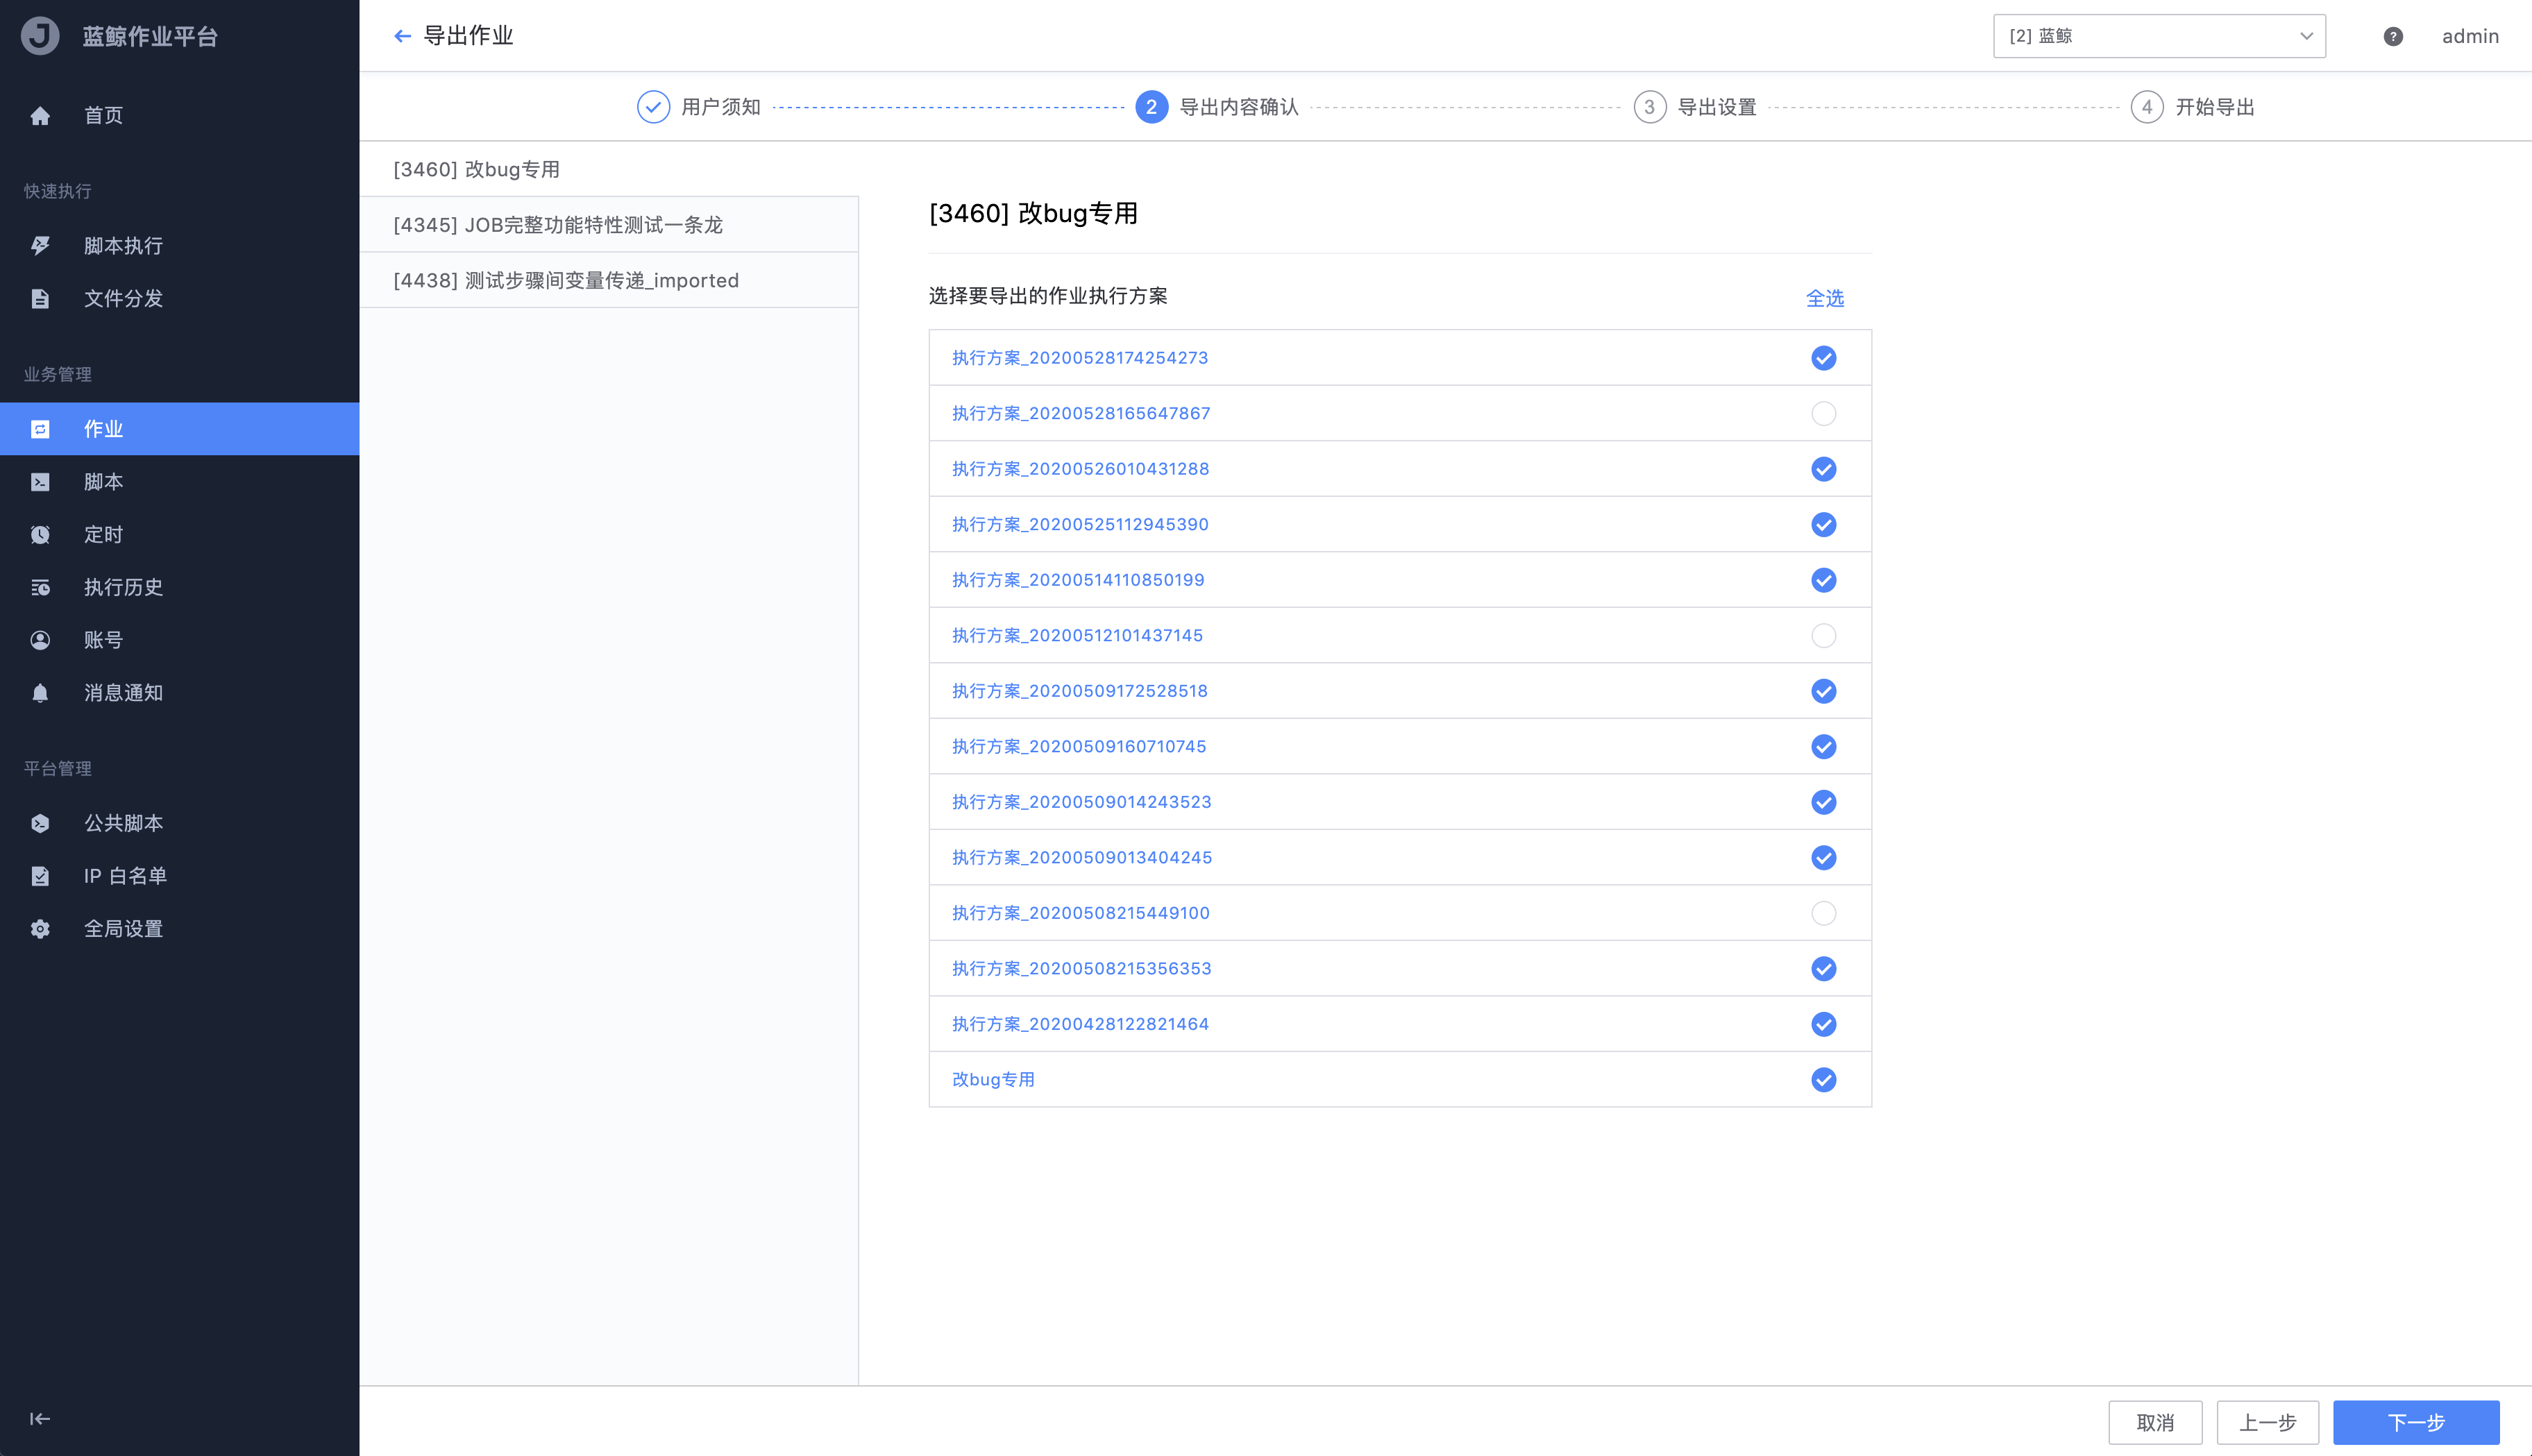 蓝鲸作业平台
首页
快速执行
脚本执行
文件分发
业务管理
作业
脚本
定时
执行历史
账号
消息通知
平台管理
公共脚本
IP 白名单
全局设置
导出作业
[2] 蓝鲸
?
admin
用户须知
2 导出内容确认
3 导出设置
4 开始导出
[3460] 改bug专用
[4345] JOB完整功能特性测试一条龙
[4438] 测试步骤间变量传递_imported
[3460] 改bug专用
选择要导出的作业执行方案 全选
执行方案_20200528174254273
执行方案_20200528165647867
执行方案_20200526010431288
执行方案_20200525112945390
执行方案_20200514110850199
执行方案_20200512101437145
执行方案_20200509172528518
执行方案_20200509160710745
执行方案_20200509014243523
执行方案_20200509013404245
执行方案_20200508215449100
执行方案_20200508215356353
执行方案_20200428122821464
改bug专用
取消 上一步 下一步